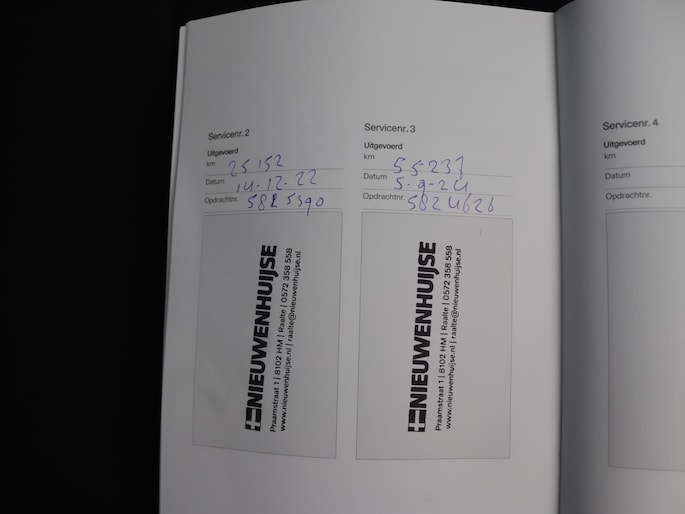 Servicenr. 2
Uitgevoerd
km 25152
Datum 14-12-22
Opdrachtnr. 5825390
NIEUWENHUIJSE
Praamstraat 1 | 8102 HM | Raalte | 0572 358 558
www.nieuwenhuijse.nl | raalte@nieuwenhuijse.nl
Servicenr. 3
Uitgevoerd
km 55237
Datum 5-9-24
Opdrachtnr. 5824626
NIEUWENHUIJSE
Praamstraat 1 | 8102 HM | Raalte | 0572 358 558
www.nieuwenhuijse.nl | raalte@nieuwenhuijse.nl
Servicenr. 4
Uitgevoerd
km
Datum
Opdrachtnr.